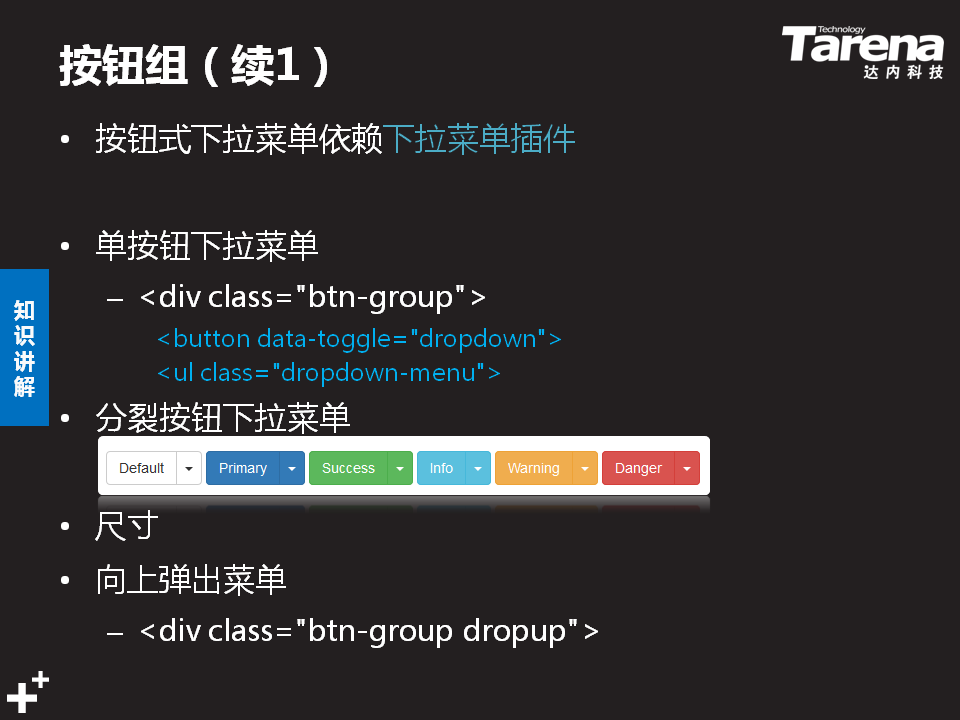 按钮组（续1）
Technology
Tarena
达内科技
• 按钮式下拉菜单依赖下拉菜单插件
• 单按钮下拉菜单
– <div class="btn-group">
<button data-toggle="dropdown">
<ul class="dropdown-menu">
知识讲解
• 分裂按钮下拉菜单
Default Primary Success Info Warning Danger
• 尺寸
• 向上弹出菜单
– <div class="btn-group dropup">